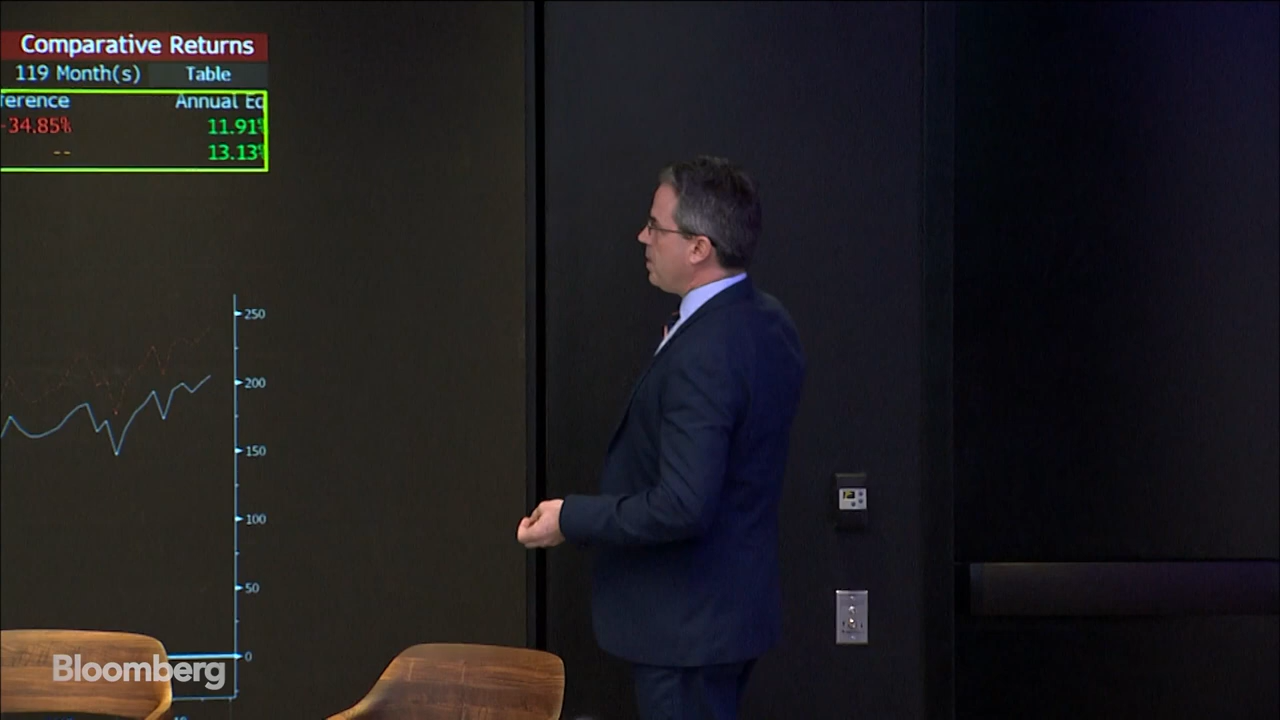 Comparative Returns
119 Month(s) Table
ference Annual Eq
-34.85% 11.91%
-- 13.13%
250
200
150
100
50
0
Bloomberg